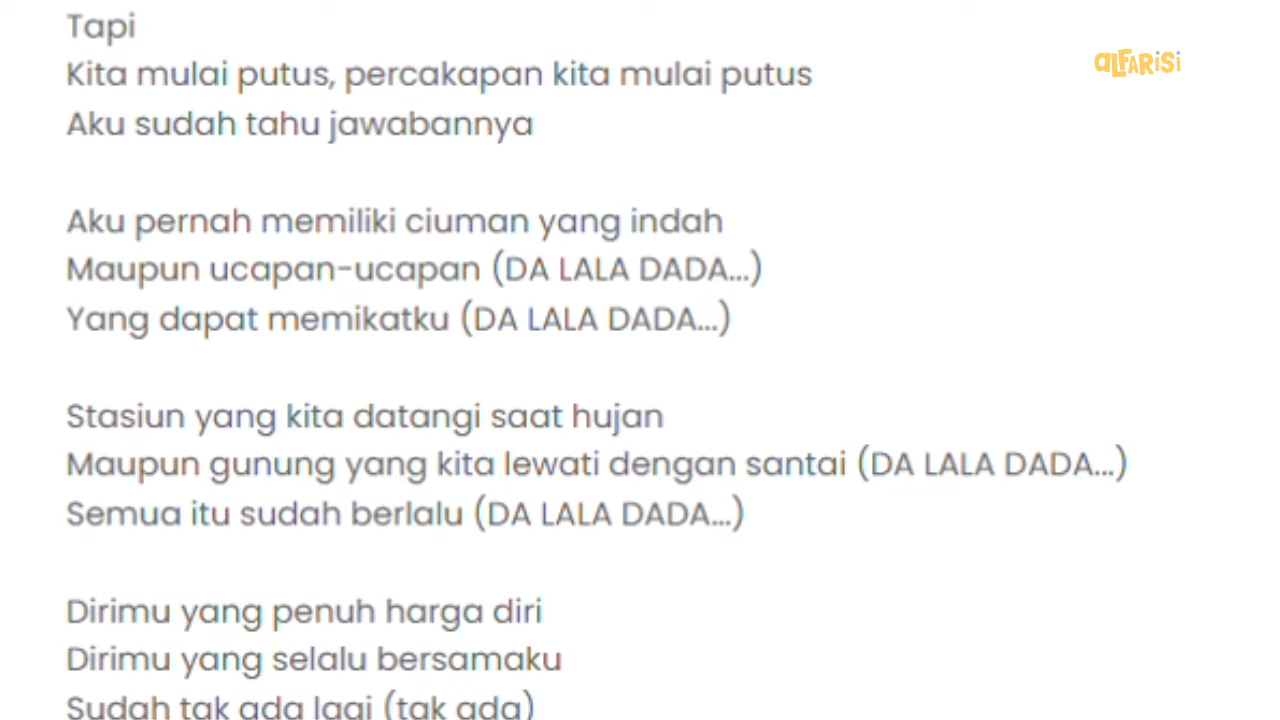 Tapi
ALFARISI
Kita mulai putus, percakapan kita mulai putus
Aku sudah tahu jawabannya
Aku pernah memiliki ciuman yang indah
Maupun ucapan-ucapan (DA LALA DADA...)
Yang dapat memikatku (DA LALA DADA...)
Stasiun yang kita datangi saat hujan
Maupun gunung yang kita lewati dengan santai (DA LALA DADA...)
Semua itu sudah berlalu (DA LALA DADA...)
Dirimu yang penuh harga diri
Dirimu yang selalu bersamaku
Sudah tak ada lagi (tak ada)